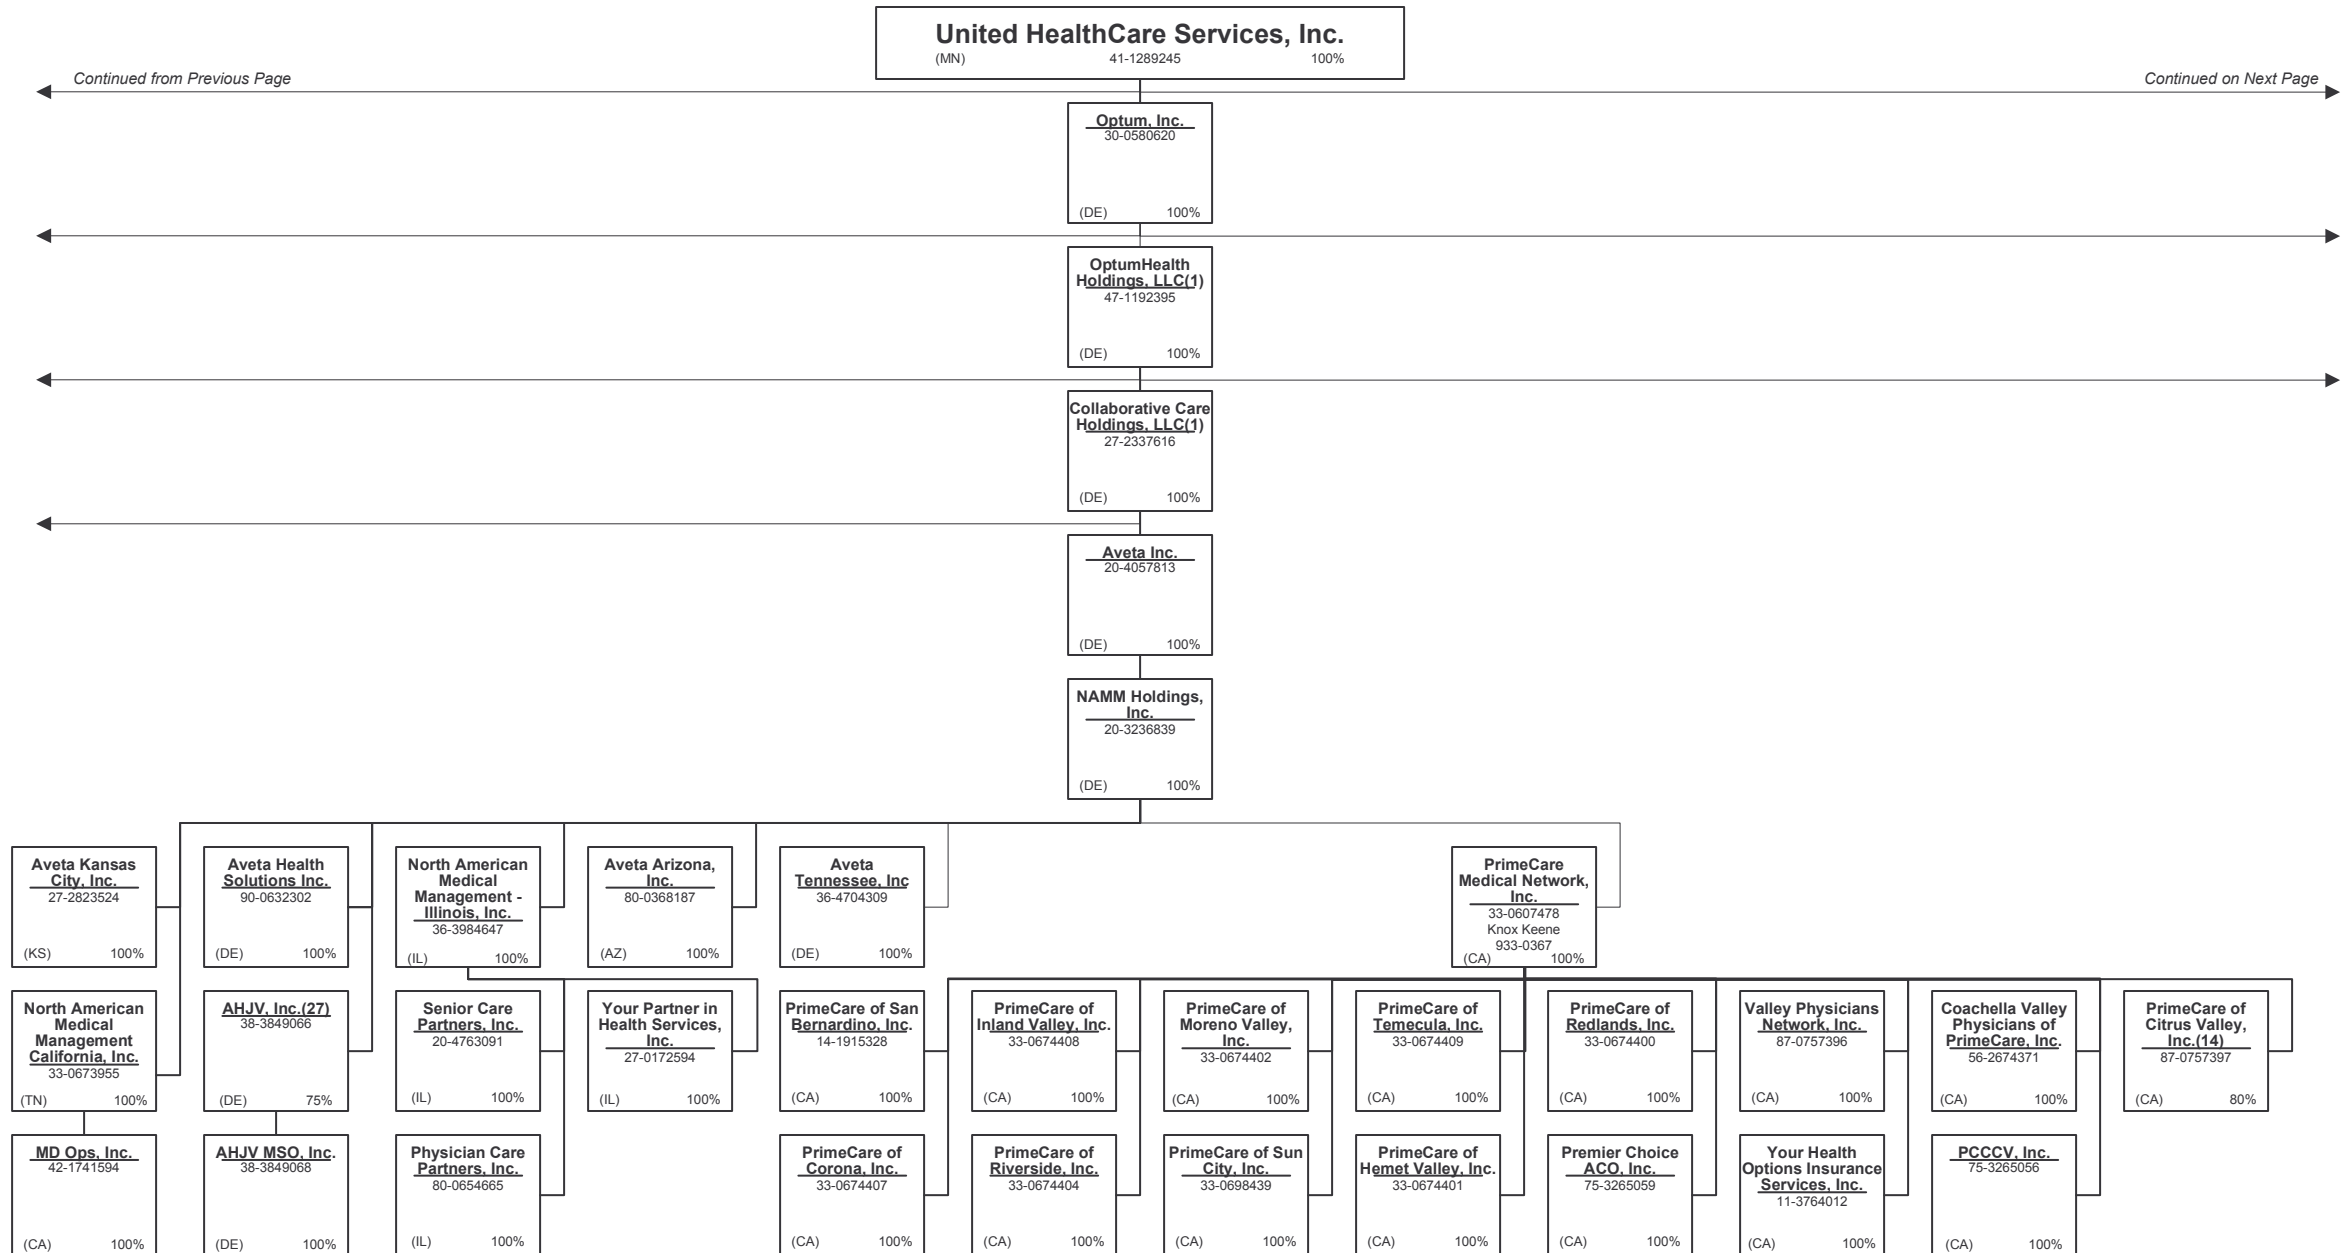 United HealthCare Services, Inc.
(MN) 41-1289245 100%
Continued from Previous Page
Continued on Next Page
Optum, Inc.
30-0580620
(DE) 100%
OptumHealth
Holdings, LLC(1)
47-1192395
(DE) 100%
Collaborative Care
Holdings, LLC(1)
27-2337616
(DE) 100%
Aveta Inc.
20-4057813
(DE) 100%
NAMM Holdings,
Inc.
20-3236839
(DE) 100%
Aveta Kansas
City, Inc.
27-2823524
(KS) 100%
Aveta Health
Solutions Inc.
90-0632302
(DE) 100%
North American
Medical
Management -
Illinois, Inc.
36-3984647
(IL) 100%
Aveta Arizona,
Inc.
80-0368187
(AZ) 100%
Aveta
Tennessee, Inc
36-4704309
(DE) 100%
PrimeCare
Medical Network,
Inc.
33-0607478
Knox Keene
933-0367
(CA) 100%
North American
Medical
Management
California, Inc.
33-0673955
(TN) 100%
AHJV, Inc.(27)
38-3849066
(DE) 75%
Senior Care
Partners, Inc.
20-4763091
(IL) 100%
Your Partner in
Health Services,
Inc.
27-0172594
(IL) 100%
PrimeCare of San
Bernardino, Inc.
14-1915328
(CA) 100%
PrimeCare of
Inland Valley, Inc.
33-0674408
(CA) 100%
PrimeCare of
Moreno Valley,
Inc.
33-0674402
(CA) 100%
PrimeCare of
Temecula, Inc.
33-0674409
(CA) 100%
PrimeCare of
Redlands, Inc.
33-0674400
(CA) 100%
Valley Physicians
Network, Inc.
87-0757396
(CA) 100%
Coachella Valley
Physicians of
PrimeCare, Inc.
56-2674371
(CA) 100%
PrimeCare of
Citrus Valley,
Inc.(14)
87-0757397
(CA) 80%
MD Ops, Inc.
42-1741594
(CA) 100%
AHJV MSO, Inc.
38-3849068
(DE) 100%
Physician Care
Partners, Inc.
80-0654665
(IL) 100%
PrimeCare of
Corona, Inc.
33-0674407
(CA) 100%
PrimeCare of
Riverside, Inc.
33-0674404
(CA) 100%
PrimeCare of Sun
City, Inc.
33-0698439
(CA) 100%
PrimeCare of
Hemet Valley, Inc.
33-0674401
(CA) 100%
Premier Choice
ACO, Inc.
75-3265059
(CA) 100%
Your Health
Options Insurance
Services, Inc.
11-3764012
(CA) 100%
PCCCV, Inc.
75-3265056
(CA) 100%